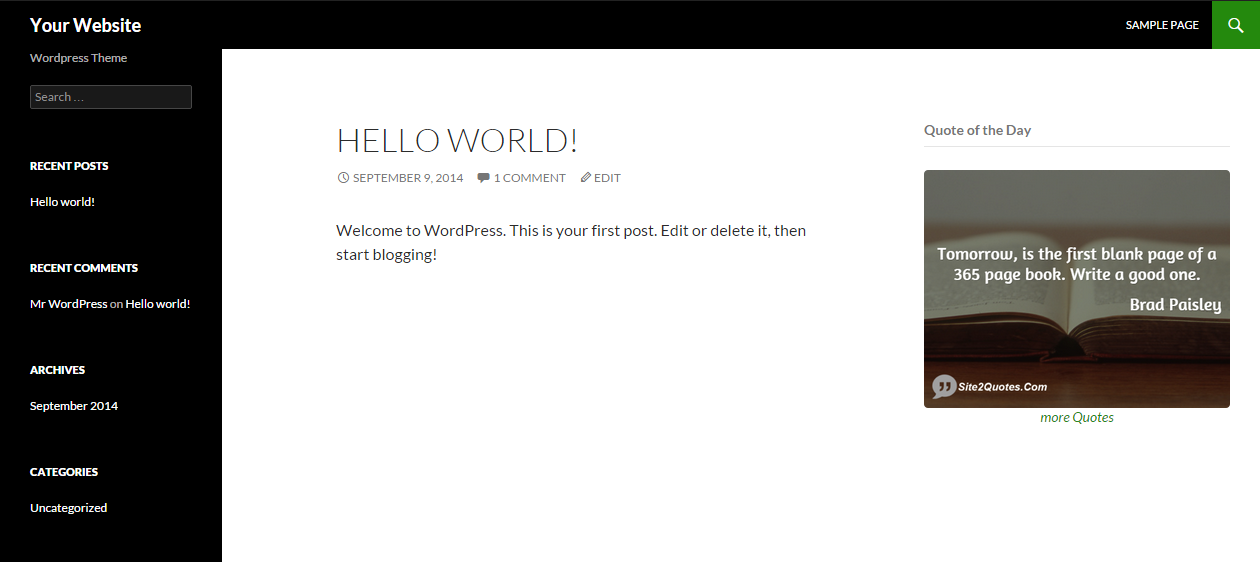 Your Website
SAMPLE PAGE
Wordpress Theme
Search ...
RECENT POSTS
Hello world!
RECENT COMMENTS
Mr WordPress on Hello world!
ARCHIVES
September 2014
CATEGORIES
Uncategorized
HELLO WORLD!
SEPTEMBER 9, 2014 1 COMMENT EDIT
Welcome to WordPress. This is your first post. Edit or delete it, then
start blogging!
Quote of the Day
Tomorrow, is the first blank page of a
365 page book. Write a good one.
Brad Paisley
Site2Quotes.Com
more Quotes